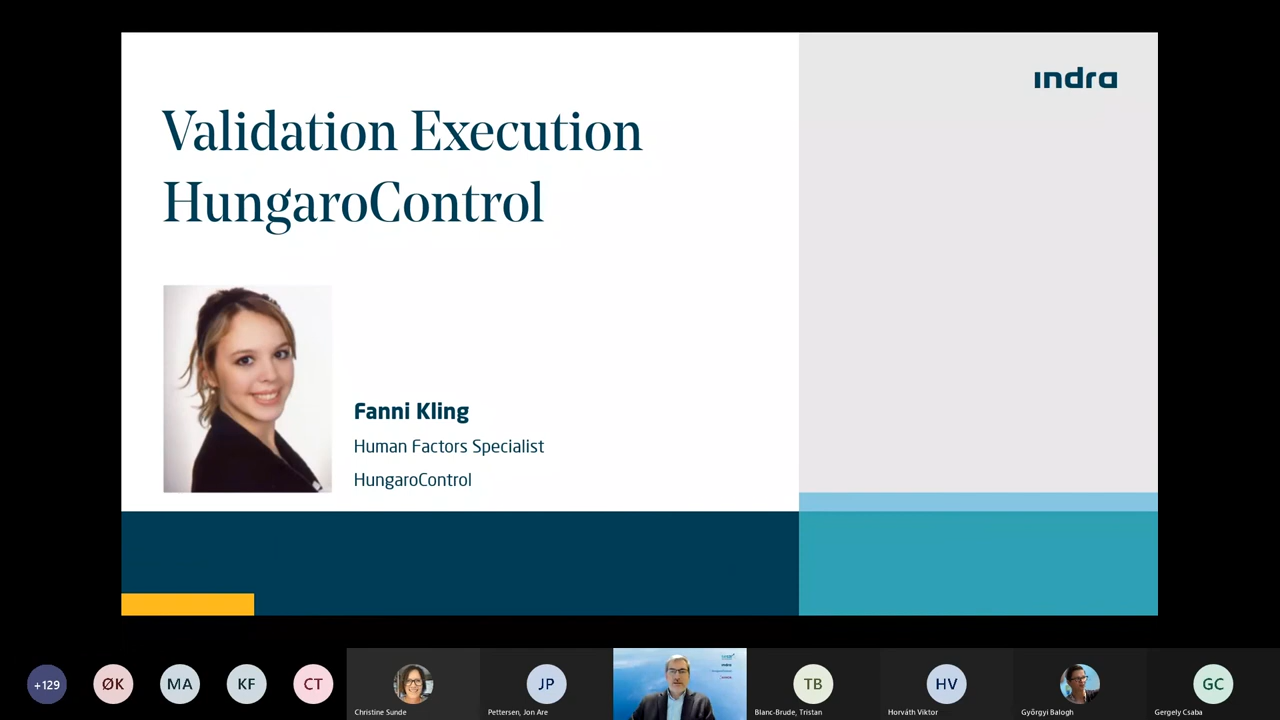 indra
Validation Execution
HungaroControl
Fanni Kling
Human Factors Specialist
HungaroControl
+129
ØK
MA
KF
CT
Christine Sunde
JP
Pettersen, Jon Are
TB
Blanc-Brude, Tristan
HV
Horváth Viktor
Györgyi Balogh
GC
Gergely Csaba